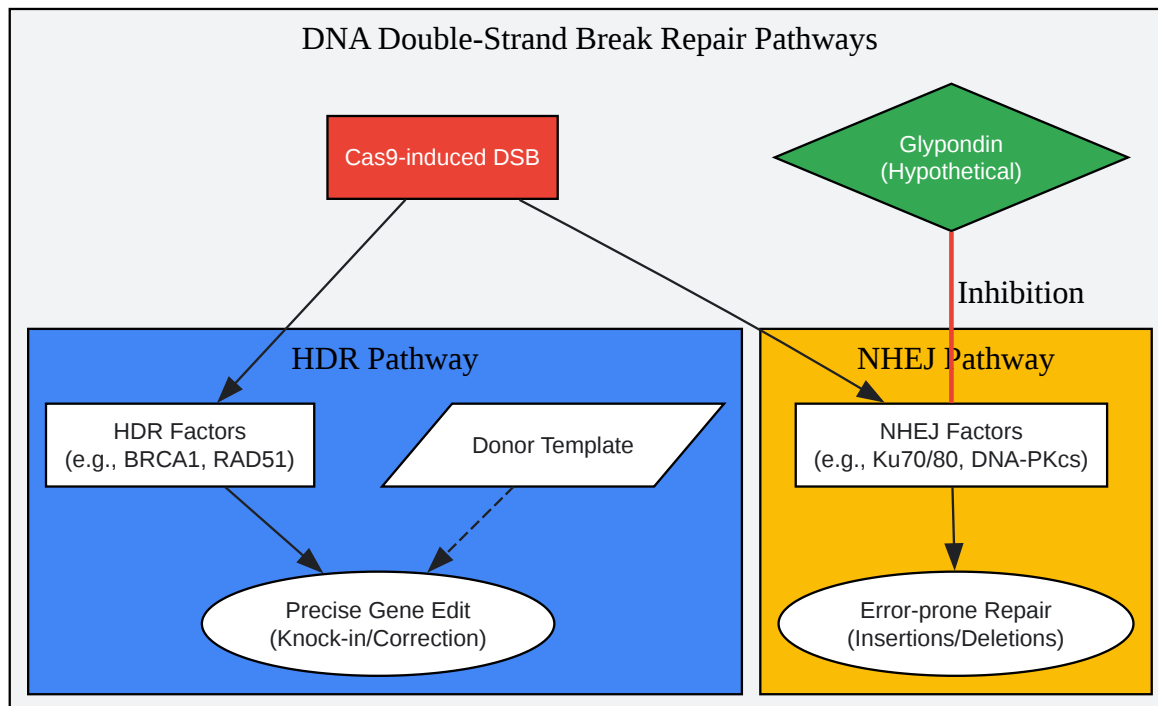 DNA Double-Strand Break Repair Pathways
Cas9-induced DSB
Glypondin
(Hypothetical)
Inhibition
HDR Pathway
NHEJ Pathway
HDR Factors
(e.g., BRCA1, RAD51)
Donor Template
NHEJ Factors
(e.g., Ku70/80, DNA-PKcs)
Precise Gene Edit
(Knock-in/Correction)
Error-prone Repair
(Insertions/Deletions)